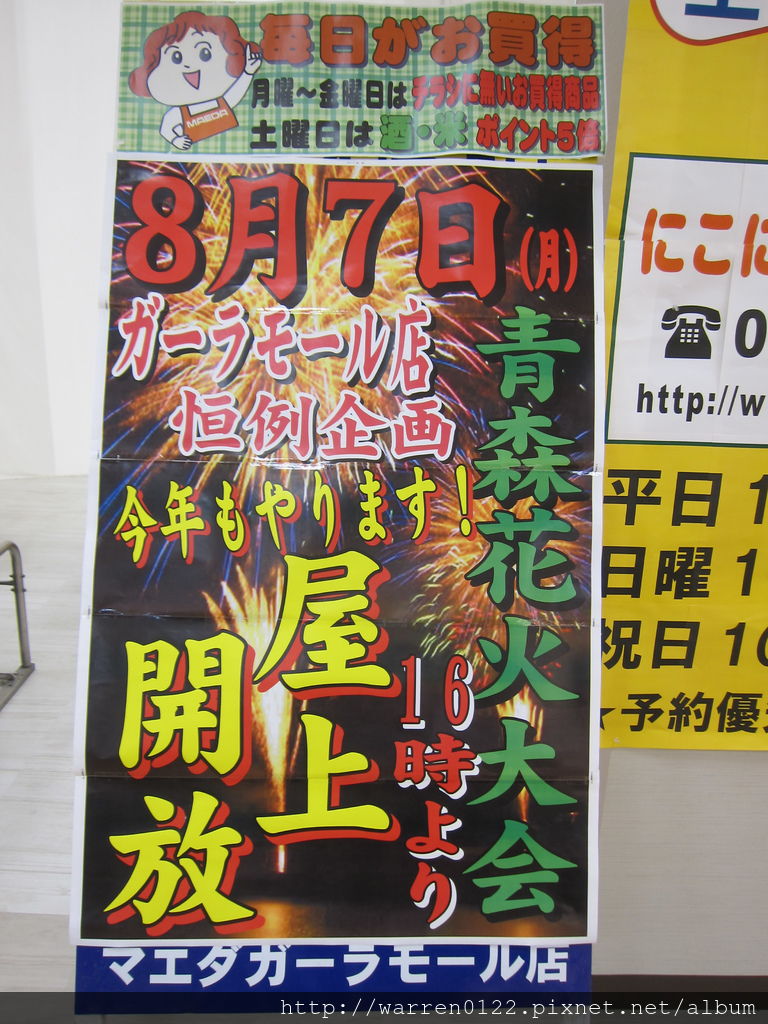 毎日がお買得
月曜～金曜日はチラシに無いお買得商品
土曜日は酒・米 ポイント5倍
MAEDA
8月7日(月)
ガーラモール店
恒例企画
今年もやります!
青森花火大会
16時より
屋上
開放
マエダガーラモール店
にこに
☎0
http://w
平日 1
日曜 1
祝日 10
★予約優先
http://warren0122.pixnet.net/album